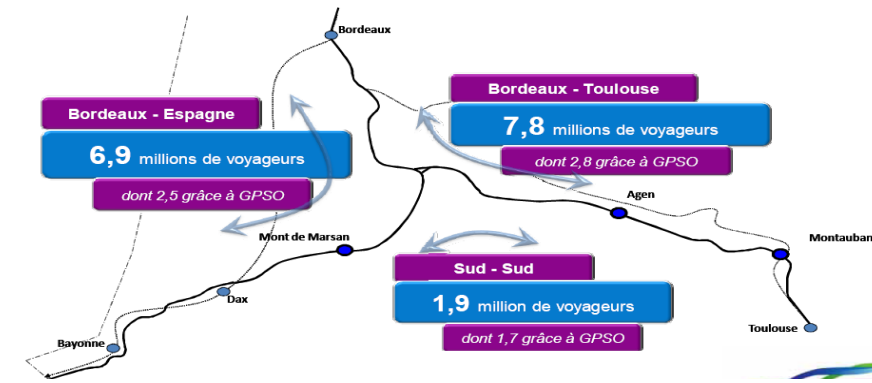 Bordeaux
Bordeaux - Espagne
6,9 millions de voyageurs
dont 2,5 grâce à GPSO
Bordeaux - Toulouse
7,8 millions de voyageurs
dont 2,8 grâce à GPSO
Agen
Mont de Marsan
Montauban
Sud - Sud
1,9 million de voyageurs
dont 1,7 grâce à GPSO
Dax
Toulouse
Bayonne